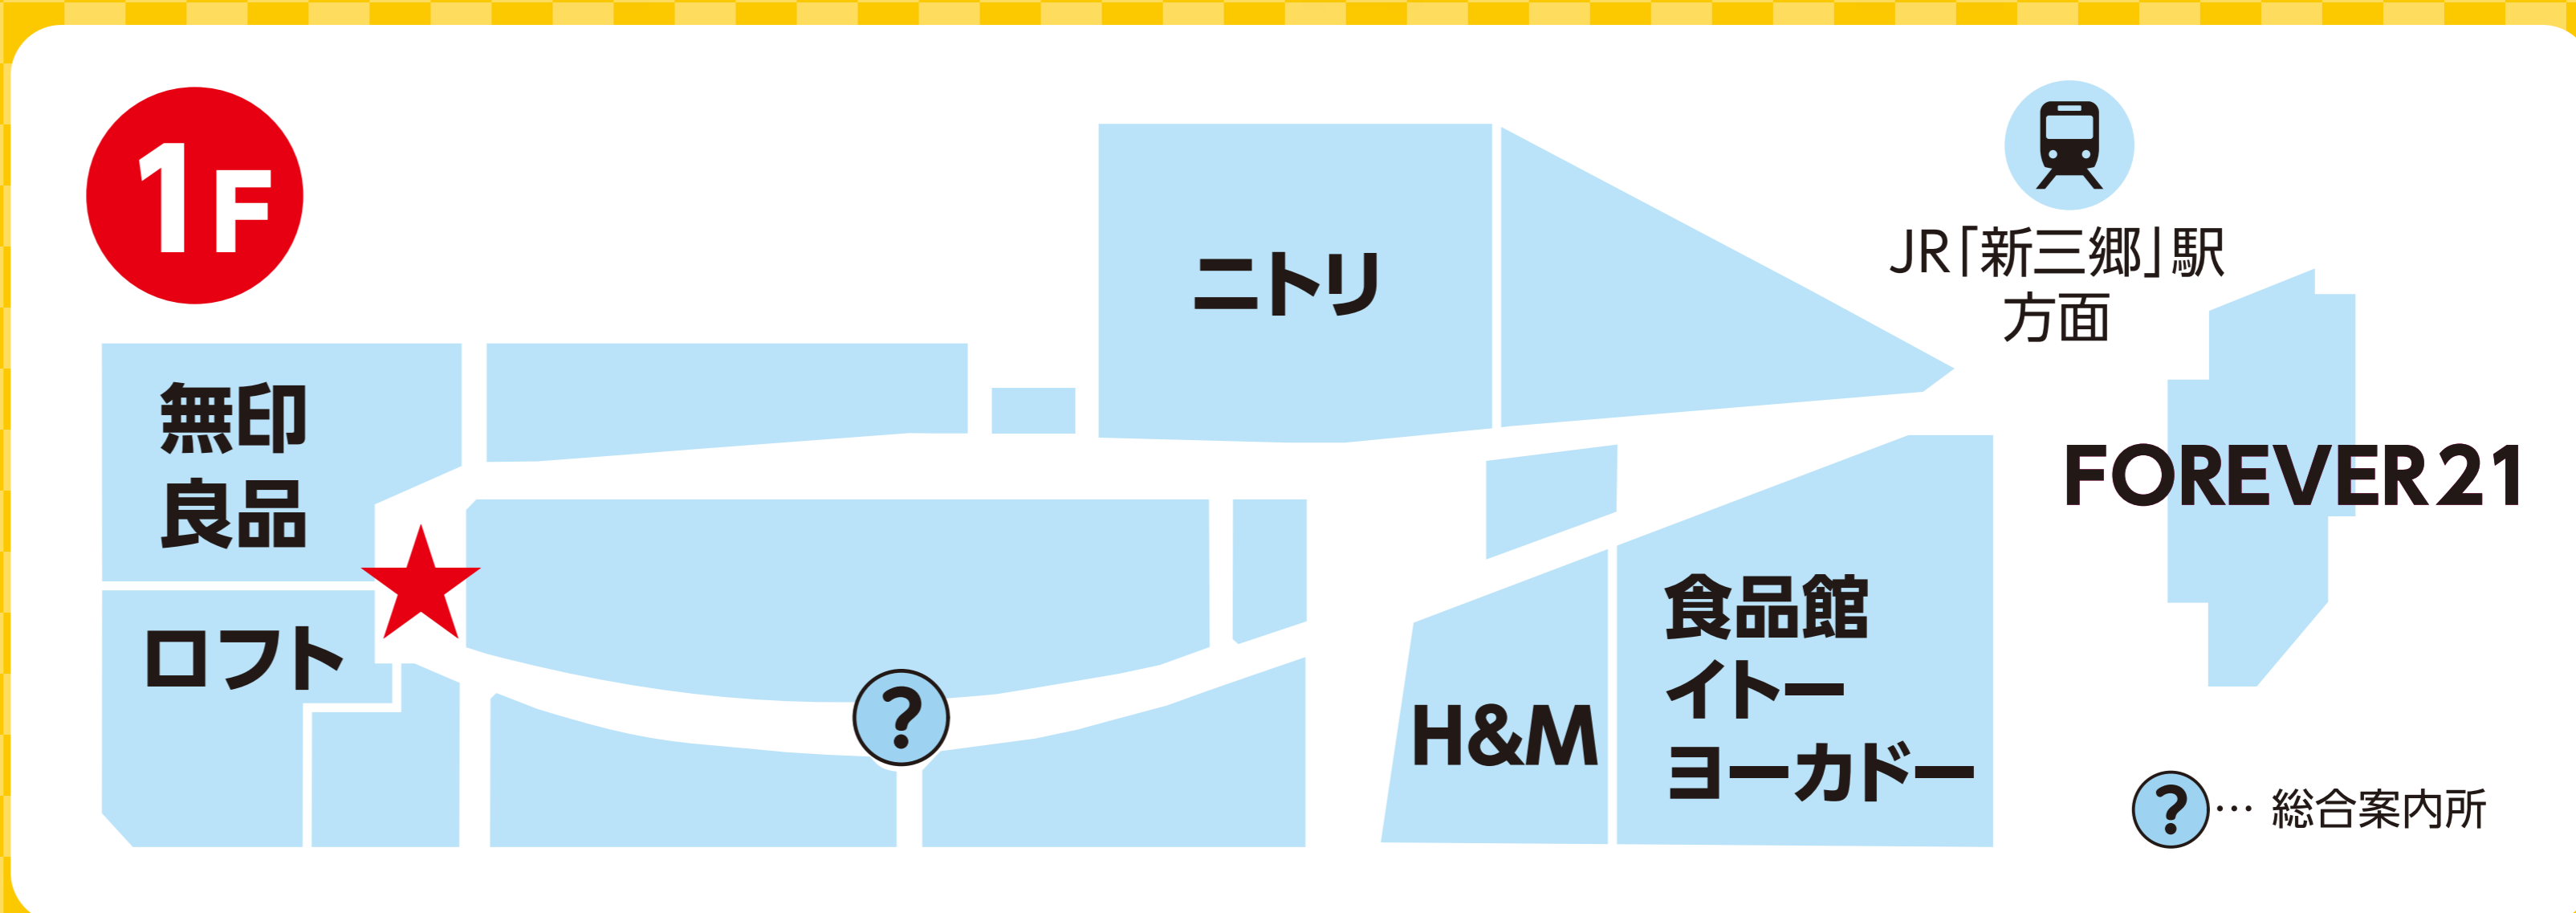 1F
ニトリ
JR「新三郷」駅
方面
無印
良品
FOREVER21
ロフト
食品館
イトー
ヨーカドー
H&M
?
?… 総合案内所